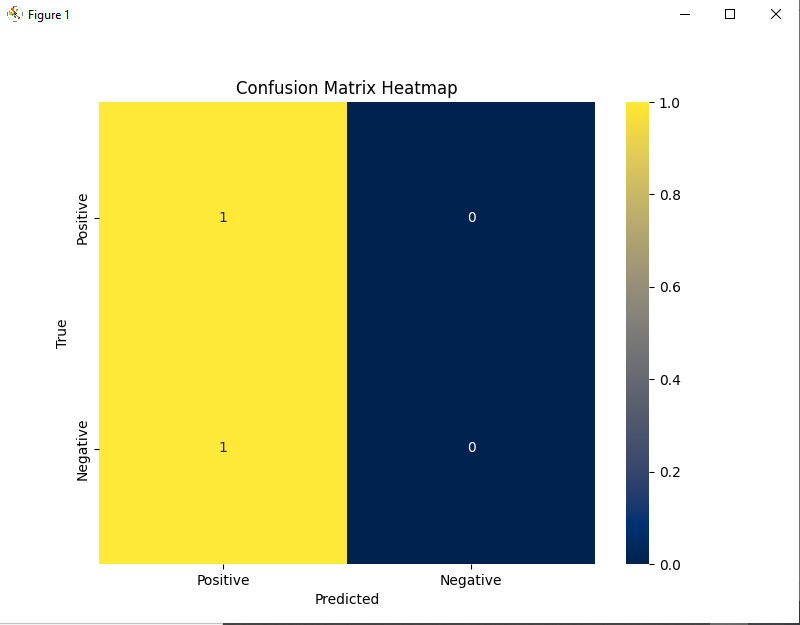 Figure 1
Confusion Matrix Heatmap
1.0
0.8
0.6
0.4
0.2
0.0
True
Positive
1
0
Negative
1
0
Positive
Negative
Predicted